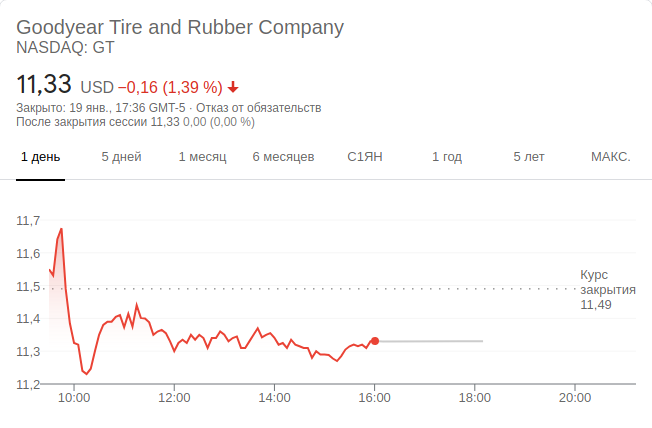 Goodyear Tire and Rubber Company
NASDAQ: GT
11,33 USD −0,16 (1,39 %)
Закрыто: 19 янв., 17:36 GMT-5 · Отказ от обязательств
После закрытия сессии 11,33 0,00 (0,00 %)
1 день 5 дней 1 месяц 6 месяцев С1ЯН 1 год 5 лет МАКС.
11,7
11,6
11,5
11,4
11,3
11,2
Курс
закрытия
11,49
10:00 12:00 14:00 16:00 18:00 20:00